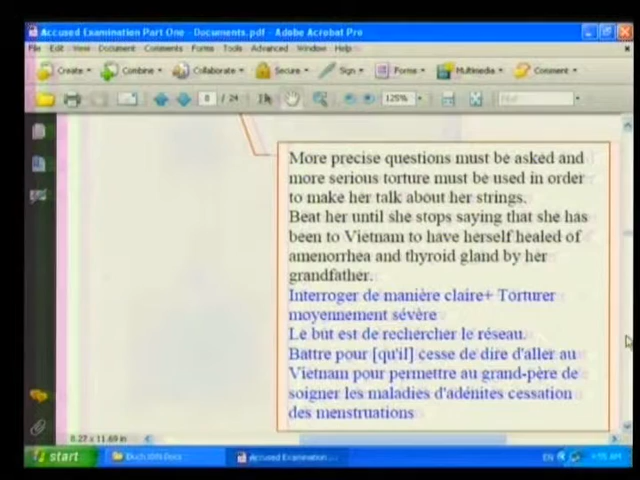 Accused Examination Part One - Documents.pdf - Adobe Acrobat Pro
File Edit View Document Comments Forms Tools Advanced Window Help
Create Combine Collaborate Secure Sign Forms Multimedia Comment
8 / 24 125%
More precise questions must be asked and
more serious torture must be used in order
to make her talk about her strings.
Beat her until she stops saying that she has
been to Vietnam to have herself healed of
amenorrhea and thyroid gland by her
grandfather.
Interroger de manière claire+ Torturer
moyennement sévère
Le but est de rechercher le réseau.
Battre pour [qu'il] cesse de dire d'aller au
Vietnam pour permettre au grand-père de
soigner les maladies d'adénites cessation
des menstruations
8.27 x 11.69 in
start Accused Examination... EN